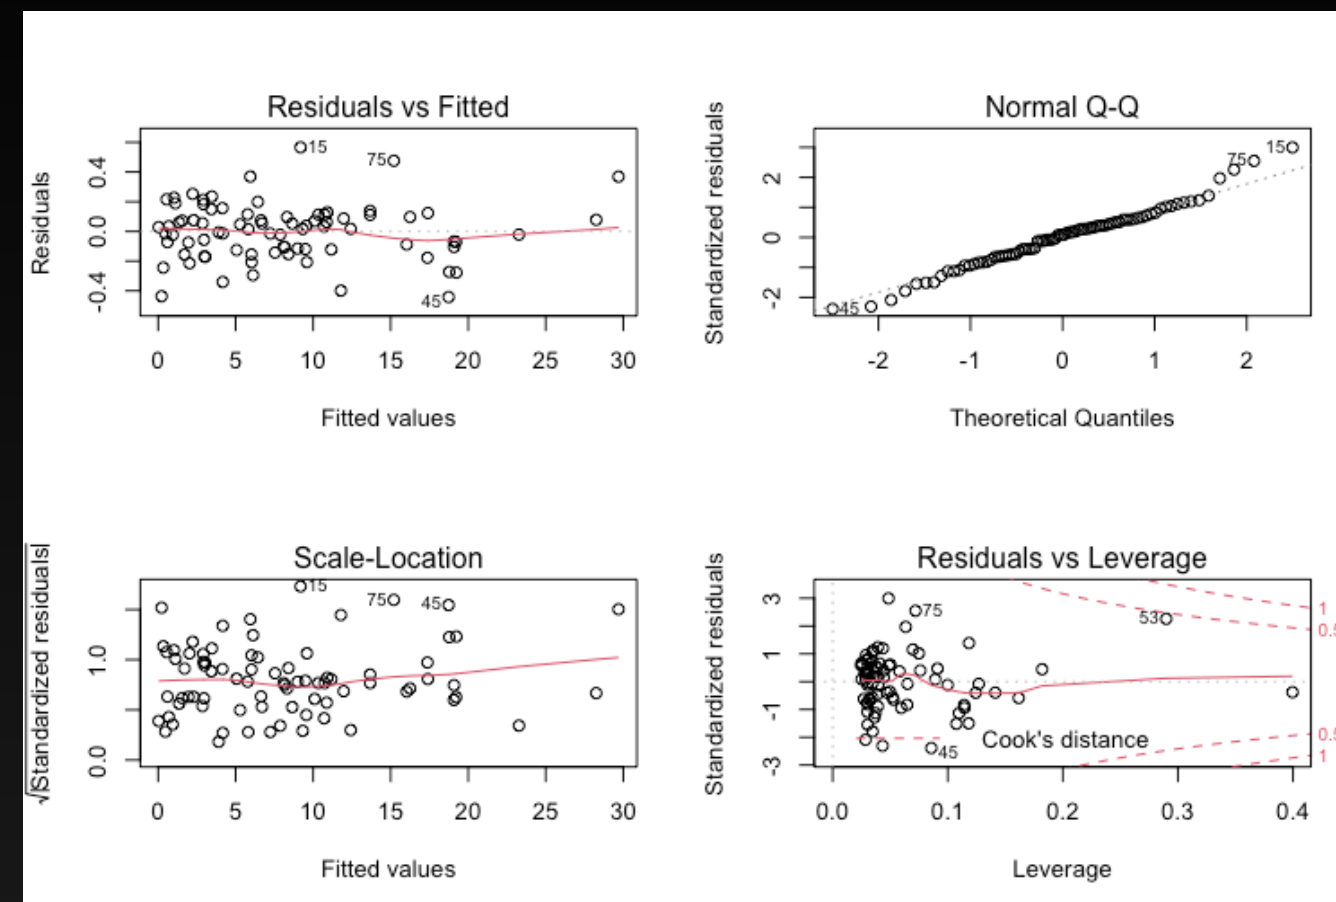 Residuals vs Fitted
Residuals
0.4
0.0
-0.4
15
75
45
0 5 10 15 20 25 30
Fitted values
Normal Q-Q
Standardized residuals
2
0
-2
75
15
45
-2 -1 0 1 2
Theoretical Quantiles
Scale-Location
√|Standardized residuals|
1.0
0.0
15
75
45
0 5 10 15 20 25 30
Fitted values
Residuals vs Leverage
Standardized residuals
3
1
-1
-3
75
53
45
Cook's distance
1
0.5
0.5
1
0.0 0.1 0.2 0.3 0.4
Leverage